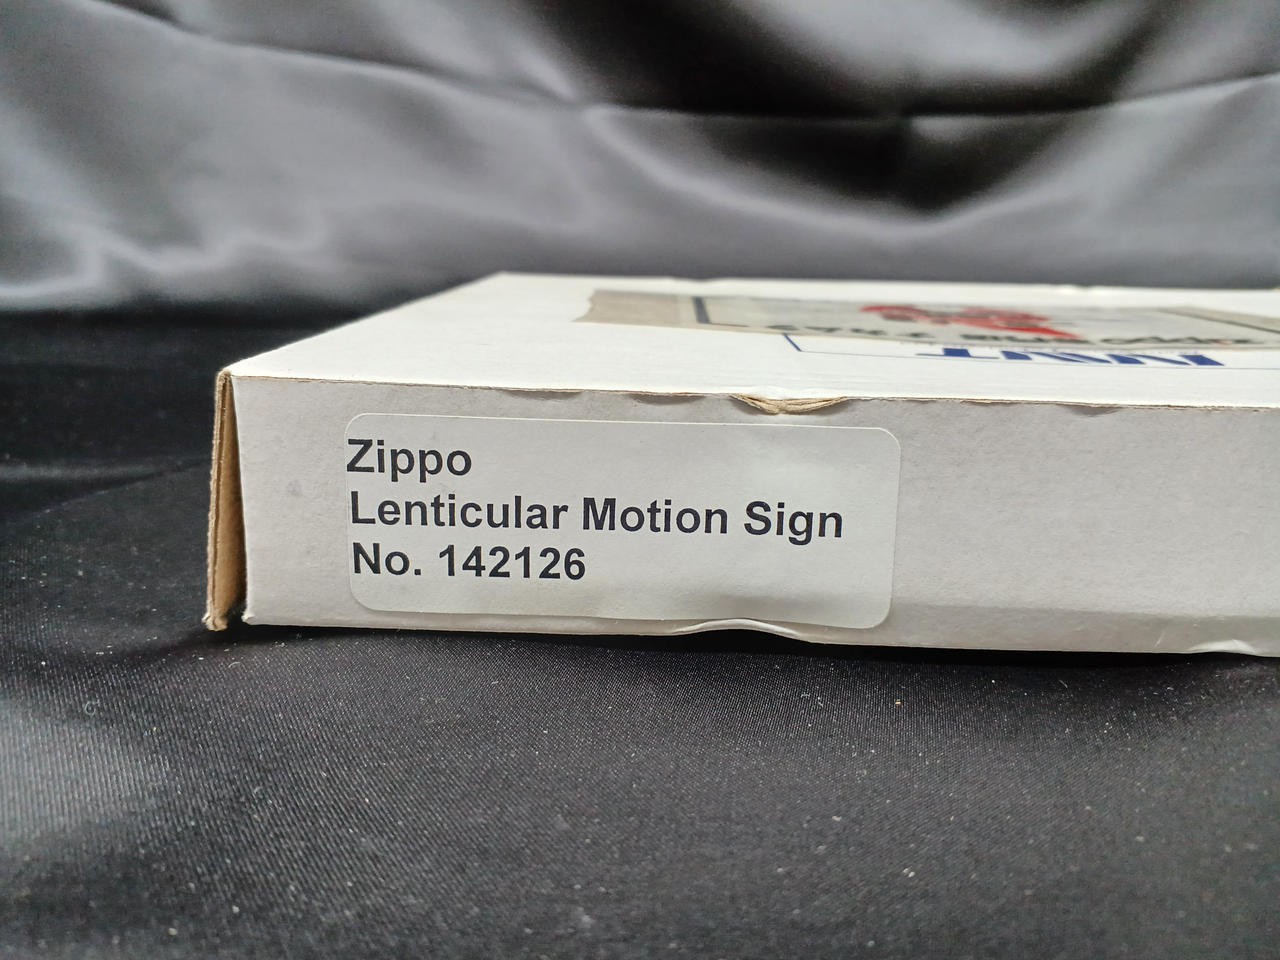 Zippo
Lenticular Motion Sign
No. 142126